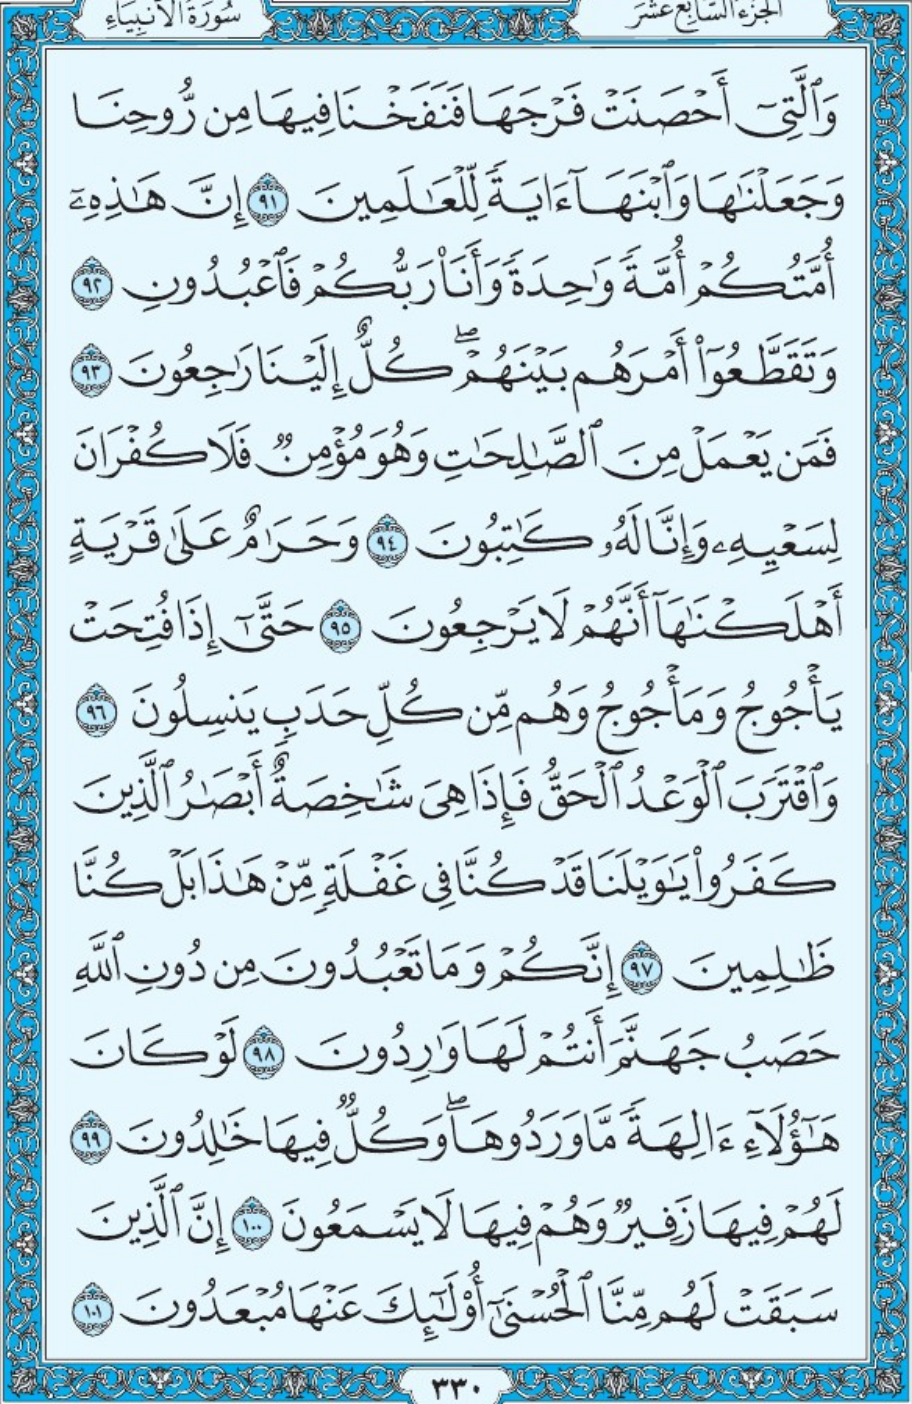 سُورَةُ الأَنبِيَاءِ
الجُزءُ السَّابِعَ عَشَرَ
وَٱلَّتِىٓ أَحْصَنَتْ فَرْجَهَا فَنَفَخْنَا فِيهَا مِن رُّوحِنَا
وَجَعَلْنَٰهَا وَٱبْنَهَآ ءَايَةً لِّلْعَٰلَمِينَ ٩١ إِنَّ هَٰذِهِۦٓ
أُمَّتُكُمْ أُمَّةً وَٰحِدَةً وَأَنَا۠ رَبُّكُمْ فَٱعْبُدُونِ ٩٢
وَتَقَطَّعُوٓا۟ أَمْرَهُم بَيْنَهُمْ ۖ كُلٌّ إِلَيْنَا رَٰجِعُونَ ٩٣
فَمَن يَعْمَلْ مِنَ ٱلصَّٰلِحَٰتِ وَهُوَ مُؤْمِنٌ فَلَا كُفْرَانَ
لِسَعْيِهِۦ وَإِنَّا لَهُۥ كَٰتِبُونَ ٩٤ وَحَرَٰمٌ عَلَىٰ قَرْيَةٍ
أَهْلَكْنَٰهَآ أَنَّهُمْ لَا يَرْجِعُونَ ٩٥ حَتَّىٰٓ إِذَا فُتِحَتْ
يَأْجُوجُ وَمَأْجُوجُ وَهُم مِّن كُلِّ حَدَبٍ يَنسِلُونَ ٩٦
وَٱقْتَرَبَ ٱلْوَعْدُ ٱلْحَقُّ فَإِذَا هِىَ شَٰخِصَةٌ أَبْصَٰرُ ٱلَّذِينَ
كَفَرُوا۟ يَٰوَيْلَنَا قَدْ كُنَّا فِى غَفْلَةٍ مِّنْ هَٰذَا بَلْ كُنَّا
ظَٰلِمِينَ ٩٧ إِنَّكُمْ وَمَا تَعْبُدُونَ مِن دُونِ ٱللَّهِ
حَصَبُ جَهَنَّمَ أَنتُمْ لَهَا وَٰرِدُونَ ٩٨ لَوْ كَانَ
هَٰٓؤُلَآءِ ءَالِهَةً مَّا وَرَدُوهَا ۖ وَكُلٌّ فِيهَا خَٰلِدُونَ ٩٩
لَهُمْ فِيهَا زَفِيرٌ وَهُمْ فِيهَا لَا يَسْمَعُونَ ١٠٠ إِنَّ ٱلَّذِينَ
سَبَقَتْ لَهُم مِّنَّا ٱلْحُسْنَىٰٓ أُو۟لَٰٓئِكَ عَنْهَا مُبْعَدُونَ ١٠١
٣٣٠